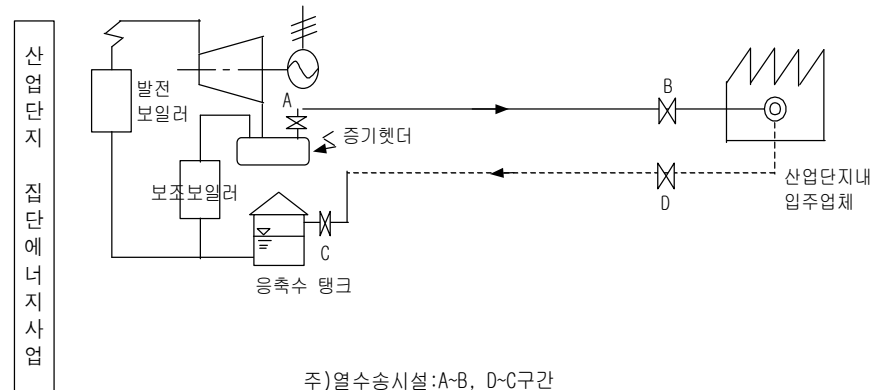 산업단지 집단에너지사업
발전
보일러
A
증기헷더
보조보일러
C
응축수 탱크
B
D
산업단지내
입주업체
주)열수송시설:A~B, D~C구간